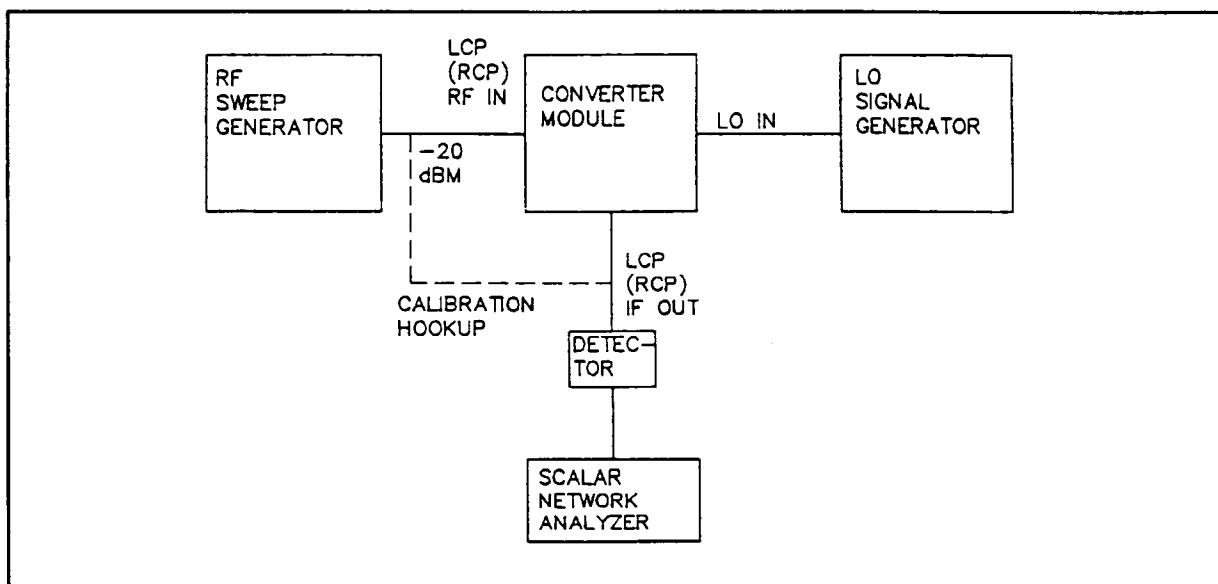 RF
SWEEP
GENERATOR
LCP
(RCP)
RF IN
-20
dBM
CONVERTER
MODULE
LO IN
LO
SIGNAL
GENERATOR
CALIBRATION
HOOKUP
LCP
(RCP)
IF OUT
DETEC-
TOR
SCALAR
NETWORK
ANALYZER